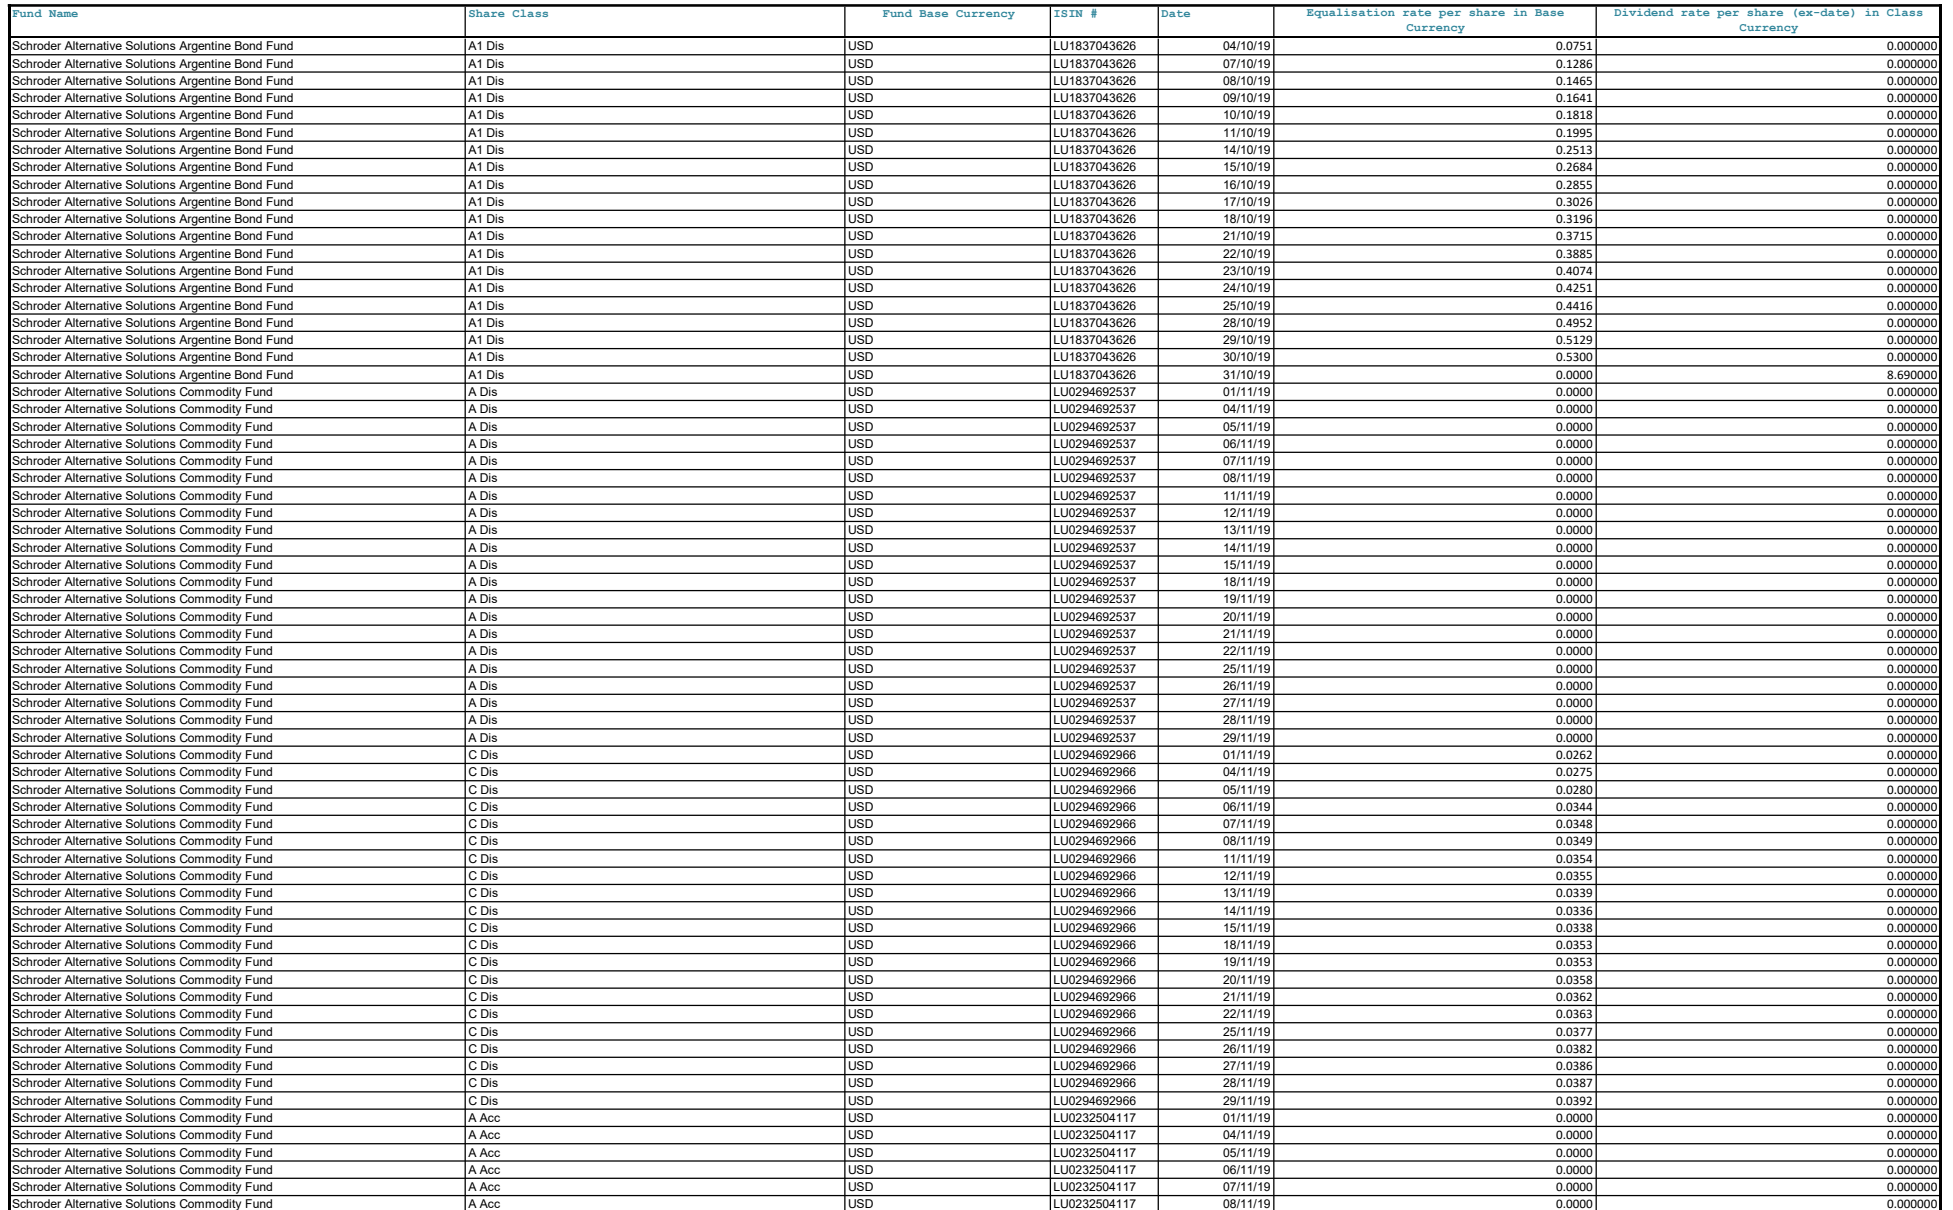 Fund Name Share Class Fund Base Currency ISIN # Date Equalisation rate per share in Base Currency Dividend rate per share (ex-date) in Class Currency
Schroder Alternative Solutions Argentine Bond Fund A1 Dis USD LU1837043626 04/10/19 0.0751 0.000000
Schroder Alternative Solutions Argentine Bond Fund A1 Dis USD LU1837043626 07/10/19 0.1286 0.000000
Schroder Alternative Solutions Argentine Bond Fund A1 Dis USD LU1837043626 08/10/19 0.1465 0.000000
Schroder Alternative Solutions Argentine Bond Fund A1 Dis USD LU1837043626 09/10/19 0.1641 0.000000
Schroder Alternative Solutions Argentine Bond Fund A1 Dis USD LU1837043626 10/10/19 0.1818 0.000000
Schroder Alternative Solutions Argentine Bond Fund A1 Dis USD LU1837043626 11/10/19 0.1995 0.000000
Schroder Alternative Solutions Argentine Bond Fund A1 Dis USD LU1837043626 14/10/19 0.2513 0.000000
Schroder Alternative Solutions Argentine Bond Fund A1 Dis USD LU1837043626 15/10/19 0.2684 0.000000
Schroder Alternative Solutions Argentine Bond Fund A1 Dis USD LU1837043626 16/10/19 0.2855 0.000000
Schroder Alternative Solutions Argentine Bond Fund A1 Dis USD LU1837043626 17/10/19 0.3026 0.000000
Schroder Alternative Solutions Argentine Bond Fund A1 Dis USD LU1837043626 18/10/19 0.3196 0.000000
Schroder Alternative Solutions Argentine Bond Fund A1 Dis USD LU1837043626 21/10/19 0.3715 0.000000
Schroder Alternative Solutions Argentine Bond Fund A1 Dis USD LU1837043626 22/10/19 0.3885 0.000000
Schroder Alternative Solutions Argentine Bond Fund A1 Dis USD LU1837043626 23/10/19 0.4074 0.000000
Schroder Alternative Solutions Argentine Bond Fund A1 Dis USD LU1837043626 24/10/19 0.4251 0.000000
Schroder Alternative Solutions Argentine Bond Fund A1 Dis USD LU1837043626 25/10/19 0.4416 0.000000
Schroder Alternative Solutions Argentine Bond Fund A1 Dis USD LU1837043626 28/10/19 0.4952 0.000000
Schroder Alternative Solutions Argentine Bond Fund A1 Dis USD LU1837043626 29/10/19 0.5129 0.000000
Schroder Alternative Solutions Argentine Bond Fund A1 Dis USD LU1837043626 30/10/19 0.5300 0.000000
Schroder Alternative Solutions Argentine Bond Fund A1 Dis USD LU1837043626 31/10/19 0.0000 8.690000
Schroder Alternative Solutions Commodity Fund A Dis USD LU0294692537 01/11/19 0.0000 0.000000
Schroder Alternative Solutions Commodity Fund A Dis USD LU0294692537 04/11/19 0.0000 0.000000
Schroder Alternative Solutions Commodity Fund A Dis USD LU0294692537 05/11/19 0.0000 0.000000
Schroder Alternative Solutions Commodity Fund A Dis USD LU0294692537 06/11/19 0.0000 0.000000
Schroder Alternative Solutions Commodity Fund A Dis USD LU0294692537 07/11/19 0.0000 0.000000
Schroder Alternative Solutions Commodity Fund A Dis USD LU0294692537 08/11/19 0.0000 0.000000
Schroder Alternative Solutions Commodity Fund A Dis USD LU0294692537 11/11/19 0.0000 0.000000
Schroder Alternative Solutions Commodity Fund A Dis USD LU0294692537 12/11/19 0.0000 0.000000
Schroder Alternative Solutions Commodity Fund A Dis USD LU0294692537 13/11/19 0.0000 0.000000
Schroder Alternative Solutions Commodity Fund A Dis USD LU0294692537 14/11/19 0.0000 0.000000
Schroder Alternative Solutions Commodity Fund A Dis USD LU0294692537 15/11/19 0.0000 0.000000
Schroder Alternative Solutions Commodity Fund A Dis USD LU0294692537 18/11/19 0.0000 0.000000
Schroder Alternative Solutions Commodity Fund A Dis USD LU0294692537 19/11/19 0.0000 0.000000
Schroder Alternative Solutions Commodity Fund A Dis USD LU0294692537 20/11/19 0.0000 0.000000
Schroder Alternative Solutions Commodity Fund A Dis USD LU0294692537 21/11/19 0.0000 0.000000
Schroder Alternative Solutions Commodity Fund A Dis USD LU0294692537 22/11/19 0.0000 0.000000
Schroder Alternative Solutions Commodity Fund A Dis USD LU0294692537 25/11/19 0.0000 0.000000
Schroder Alternative Solutions Commodity Fund A Dis USD LU0294692537 26/11/19 0.0000 0.000000
Schroder Alternative Solutions Commodity Fund A Dis USD LU0294692537 27/11/19 0.0000 0.000000
Schroder Alternative Solutions Commodity Fund A Dis USD LU0294692537 28/11/19 0.0000 0.000000
Schroder Alternative Solutions Commodity Fund A Dis USD LU0294692537 29/11/19 0.0000 0.000000
Schroder Alternative Solutions Commodity Fund C Dis USD LU0294692966 01/11/19 0.0262 0.000000
Schroder Alternative Solutions Commodity Fund C Dis USD LU0294692966 04/11/19 0.0275 0.000000
Schroder Alternative Solutions Commodity Fund C Dis USD LU0294692966 05/11/19 0.0280 0.000000
Schroder Alternative Solutions Commodity Fund C Dis USD LU0294692966 06/11/19 0.0344 0.000000
Schroder Alternative Solutions Commodity Fund C Dis USD LU0294692966 07/11/19 0.0348 0.000000
Schroder Alternative Solutions Commodity Fund C Dis USD LU0294692966 08/11/19 0.0349 0.000000
Schroder Alternative Solutions Commodity Fund C Dis USD LU0294692966 11/11/19 0.0354 0.000000
Schroder Alternative Solutions Commodity Fund C Dis USD LU0294692966 12/11/19 0.0355 0.000000
Schroder Alternative Solutions Commodity Fund C Dis USD LU0294692966 13/11/19 0.0339 0.000000
Schroder Alternative Solutions Commodity Fund C Dis USD LU0294692966 14/11/19 0.0336 0.000000
Schroder Alternative Solutions Commodity Fund C Dis USD LU0294692966 15/11/19 0.0338 0.000000
Schroder Alternative Solutions Commodity Fund C Dis USD LU0294692966 18/11/19 0.0353 0.000000
Schroder Alternative Solutions Commodity Fund C Dis USD LU0294692966 19/11/19 0.0353 0.000000
Schroder Alternative Solutions Commodity Fund C Dis USD LU0294692966 20/11/19 0.0358 0.000000
Schroder Alternative Solutions Commodity Fund C Dis USD LU0294692966 21/11/19 0.0362 0.000000
Schroder Alternative Solutions Commodity Fund C Dis USD LU0294692966 22/11/19 0.0363 0.000000
Schroder Alternative Solutions Commodity Fund C Dis USD LU0294692966 25/11/19 0.0377 0.000000
Schroder Alternative Solutions Commodity Fund C Dis USD LU0294692966 26/11/19 0.0382 0.000000
Schroder Alternative Solutions Commodity Fund C Dis USD LU0294692966 27/11/19 0.0386 0.000000
Schroder Alternative Solutions Commodity Fund C Dis USD LU0294692966 28/11/19 0.0387 0.000000
Schroder Alternative Solutions Commodity Fund C Dis USD LU0294692966 29/11/19 0.0392 0.000000
Schroder Alternative Solutions Commodity Fund A Acc USD LU0232504117 01/11/19 0.0000 0.000000
Schroder Alternative Solutions Commodity Fund A Acc USD LU0232504117 04/11/19 0.0000 0.000000
Schroder Alternative Solutions Commodity Fund A Acc USD LU0232504117 05/11/19 0.0000 0.000000
Schroder Alternative Solutions Commodity Fund A Acc USD LU0232504117 06/11/19 0.0000 0.000000
Schroder Alternative Solutions Commodity Fund A Acc USD LU0232504117 07/11/19 0.0000 0.000000
Schroder Alternative Solutions Commodity Fund A Acc USD LU0232504117 08/11/19 0.0000 0.000000